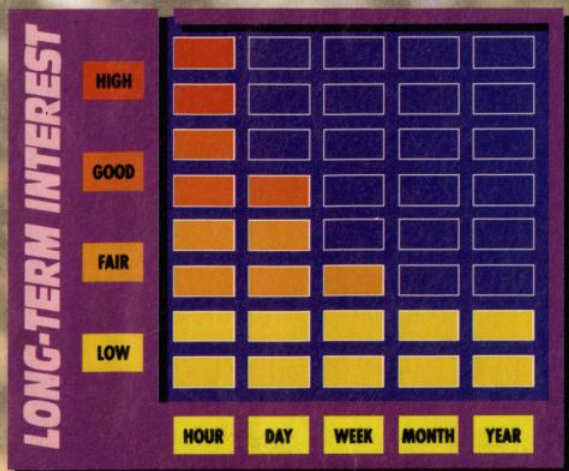 LONG-TERM INTEREST
HIGH
GOOD
FAIR
LOW
HOUR DAY WEEK MONTH YEAR